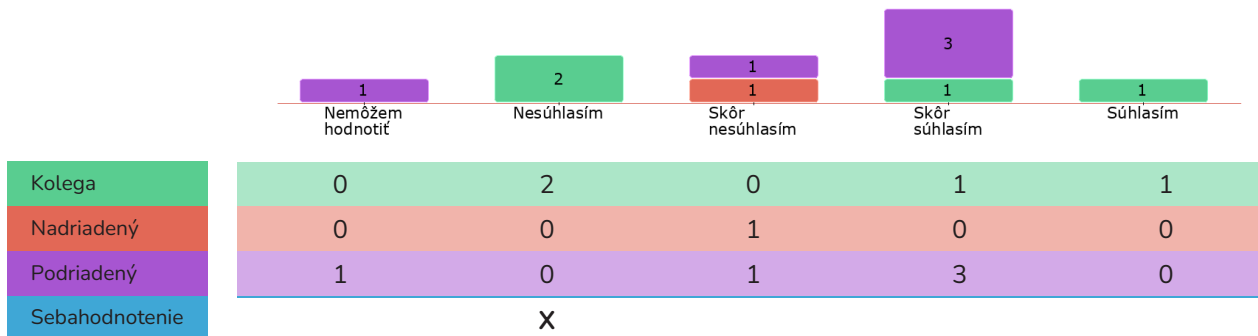 3
1
1
2
1
1
1
Nemôžem
hodnotiť
Nesúhlasím
Skôr
nesúhlasím
Skôr
súhlasím
Súhlasím
Kolega 0 2 0 1 1
Nadriadený 0 0 1 0 0
Podriadený 1 0 1 3 0
Sebahodnotenie x